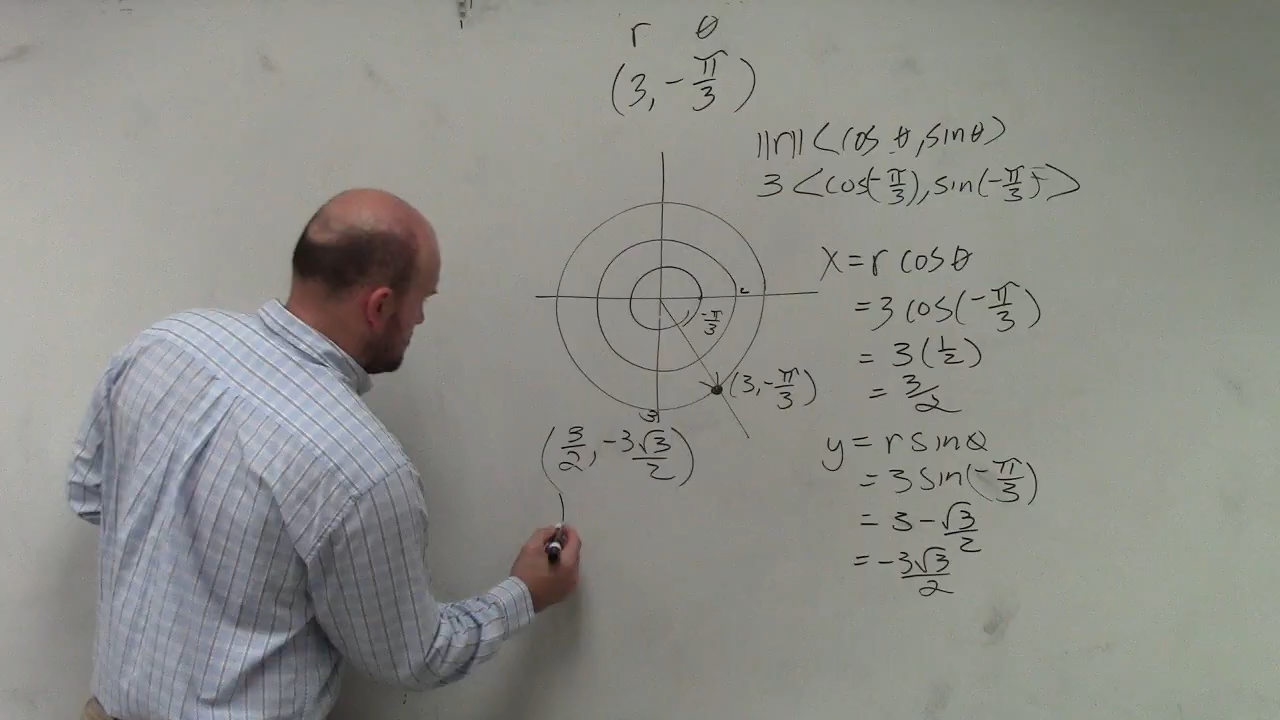 r θ
(3, -π/3)
||r|| <cos θ, sin θ>
3 <cos(-π/3), sin(-π/3)>
2
-π/3
(3, -π/3)
3
(3/2, -3√3/2)
x = r cos θ
= 3 cos(-π/3)
= 3(1/2)
= 3/2
y = r sin θ
= 3 sin(-π/3)
= 3 - √3/2
= -3√3/2